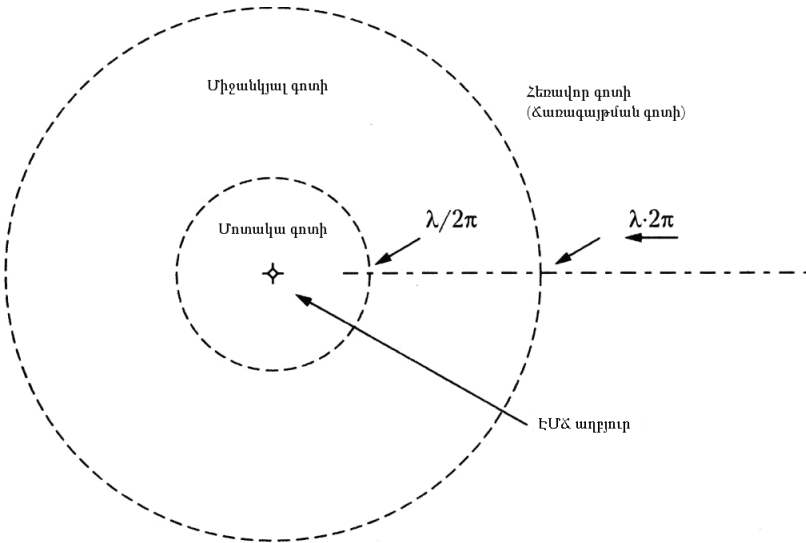 Միջանկյալ գոտի
Հեռավոր գոտի
(Ճառագայթման գոտի)
Մոտակա գոտի
λ/2π
λ·2π
ԷՄՃ աղբյուր